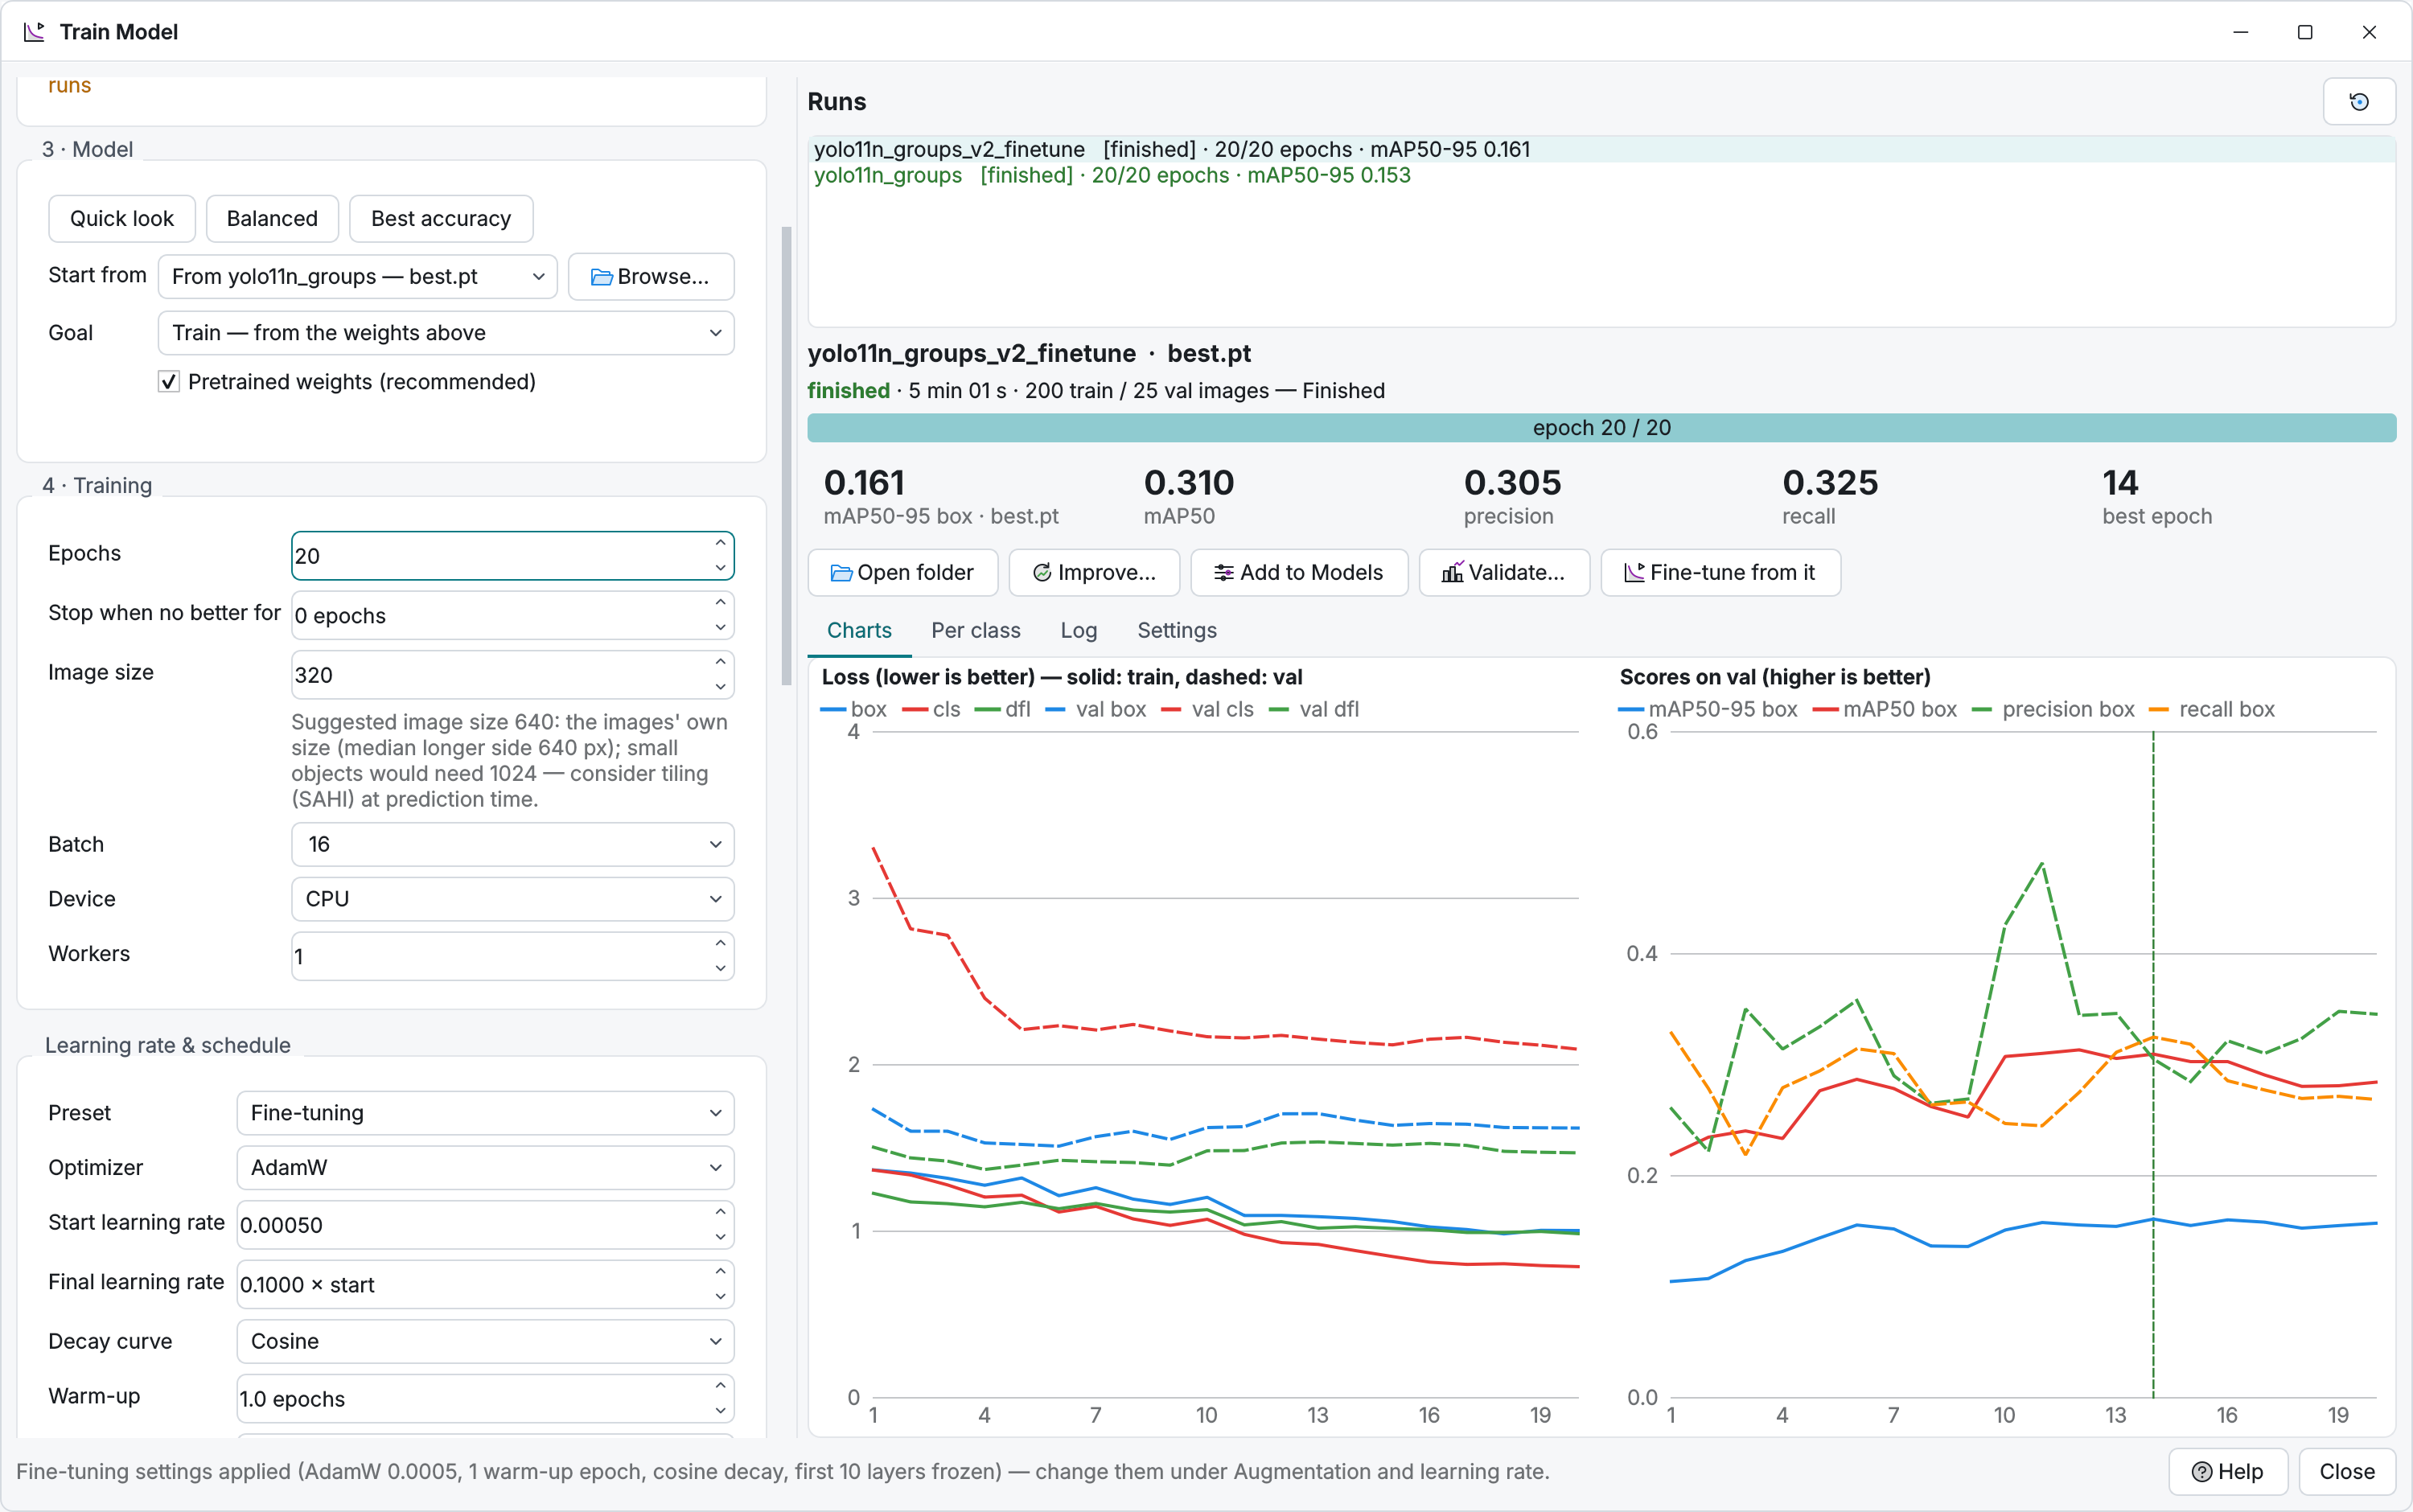 Train Model
runs
3 · Model
Quick look
Balanced
Best accuracy
Start from
From yolo11n_groups — best.pt
Browse...
Goal
Train — from the weights above
Pretrained weights (recommended)
4 · Training
Epochs
20
Stop when no better for
0 epochs
Image size
320
Suggested image size 640: the images' own
size (median longer side 640 px); small
objects would need 1024 — consider tiling
(SAHI) at prediction time.
Batch
16
Device
CPU
Workers
1
Learning rate & schedule
Preset
Fine-tuning
Optimizer
AdamW
Start learning rate
0.00050
Final learning rate
0.1000 × start
Decay curve
Cosine
Warm-up
1.0 epochs
Runs
yolo11n_groups_v2_finetune [finished] · 20/20 epochs · mAP50-95 0.161
yolo11n_groups [finished] · 20/20 epochs · mAP50-95 0.153
yolo11n_groups_v2_finetune · best.pt
finished · 5 min 01 s · 200 train / 25 val images — Finished
epoch 20 / 20
0.161
mAP50-95 box · best.pt
0.310
mAP50
0.305
precision
0.325
recall
14
best epoch
Open folder
Improve...
Add to Models
Validate...
Fine-tune from it
Charts
Per class
Log
Settings
Loss (lower is better) — solid: train, dashed: val
box cls dfl val box val cls val dfl
4
3
2
1
0
1 4 7 10 13 16 19
Scores on val (higher is better)
mAP50-95 box mAP50 box precision box recall box
0.6
0.4
0.2
0.0
1 4 7 10 13 16 19
Fine-tuning settings applied (AdamW 0.0005, 1 warm-up epoch, cosine decay, first 10 layers frozen) — change them under Augmentation and learning rate.
Help
Close